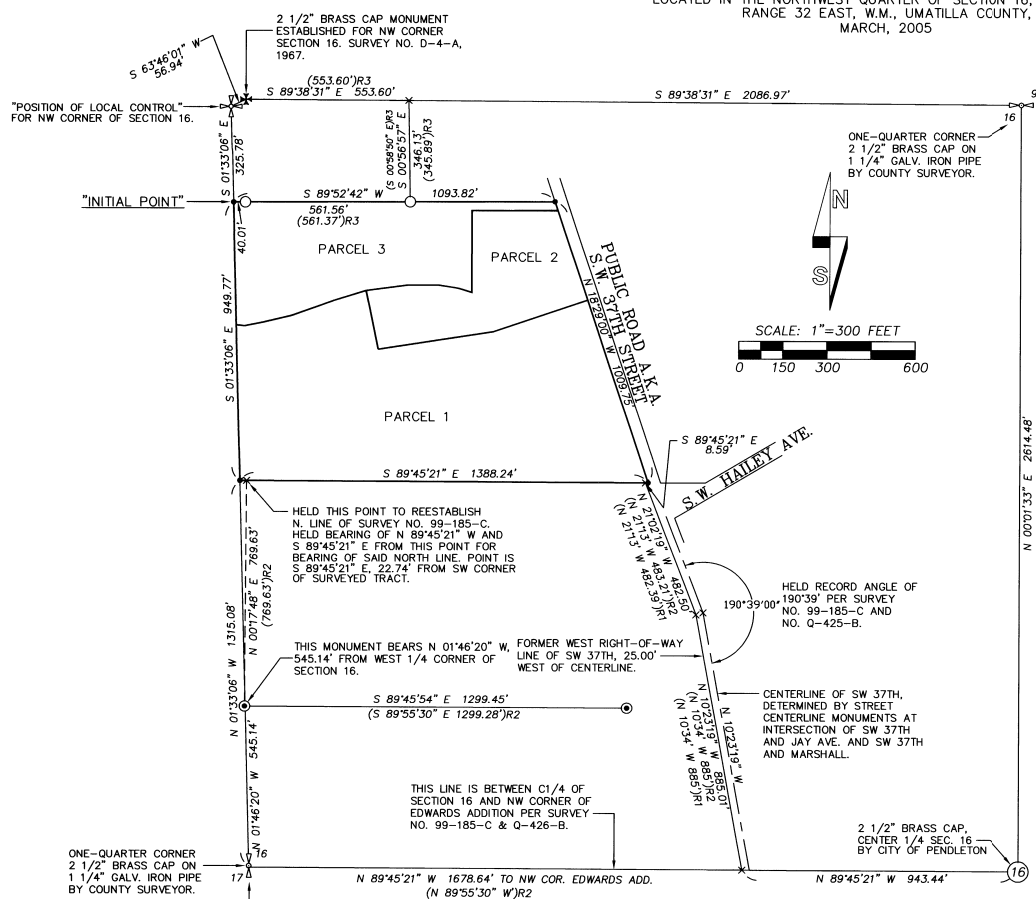 LOCATED IN THE NORTHWEST QUARTER OF SECTION 16,
RANGE 32 EAST, W.M., UMATILLA COUNTY,
MARCH, 2005
2 1/2" BRASS CAP MONUMENT
ESTABLISHED FOR NW CORNER
SECTION 16. SURVEY NO. D-4-A,
1967.
S 63°46'01" W
56.94'
(553.60')R3
S 89°38'31" E 553.60'
S 89°38'31" E 2086.97'
9
16
"POSITION OF LOCAL CONTROL"
FOR NW CORNER OF SECTION 16.
ONE-QUARTER CORNER
2 1/2" BRASS CAP ON
1 1/4" GALV. IRON PIPE
BY COUNTY SURVEYOR.
S 01°33'06" E
325.78'
(S 00°58'50" E)R3
S 00°56'57" E
346.13'
(345.89')R3
"INITIAL POINT"
S 89°52'42" W 1093.82'
561.56'
(561.37')R3
40.01'
PARCEL 3
PARCEL 2
PUBLIC ROAD A.K.A.
S.W. 37TH STREET
N 18°29'00" W 1009.75'
N
S
SCALE: 1"=300 FEET
0 150 300 600
S 01°33'06" E 949.77'
PARCEL 1
S 89°45'21" E
8.59'
S.W. HAILEY AVE.
S 89°45'21" E 1388.24'
N 00°01'33" E 2614.48'
HELD THIS POINT TO REESTABLISH
N. LINE OF SURVEY NO. 99-185-C.
HELD BEARING OF N 89°45'21" W AND
S 89°45'21" E FROM THIS POINT FOR
BEARING OF SAID NORTH LINE. POINT IS
S 89°45'21" E, 22.74' FROM SW CORNER
OF SURVEYED TRACT.
N 21°02'19" W 482.50'
(N 21°13' W 483.21')R2
(N 21°13' W 482.39')R1
190°39'00"
HELD RECORD ANGLE OF
190°39' PER SURVEY
NO. 99-185-C AND
NO. Q-425-B.
N 01°33'06" W 1315.08'
N 00°17'48" E 769.63'
(769.63')R2
THIS MONUMENT BEARS N 01°46'20" W,
545.14' FROM WEST 1/4 CORNER OF
SECTION 16.
FORMER WEST RIGHT-OF-WAY
LINE OF SW 37TH, 25.00'
WEST OF CENTERLINE.
S 89°45'54" E 1299.45'
(S 89°55'30" E 1299.28')R2
CENTERLINE OF SW 37TH,
DETERMINED BY STREET
CENTERLINE MONUMENTS AT
INTERSECTION OF SW 37TH
AND JAY AVE. AND SW 37TH
AND MARSHALL.
N 10°23'19" W
N 10°23'19" W 885.01'
(N 10°34' W 885')R2
(N 10°34' W 885')R1
N 01°46'20" W 545.14'
THIS LINE IS BETWEEN C1/4 OF
SECTION 16 AND NW CORNER OF
EDWARDS ADDITION PER SURVEY
NO. 99-185-C & Q-426-B.
2 1/2" BRASS CAP,
CENTER 1/4 SEC. 16
BY CITY OF PENDLETON
ONE-QUARTER CORNER
2 1/2" BRASS CAP ON
1 1/4" GALV. IRON PIPE
BY COUNTY SURVEYOR.
16
17
N 89°45'21" W 1678.64' TO NW COR. EDWARDS ADD.
(N 89°55'30" W)R2
N 89°45'21" W 943.44'
16